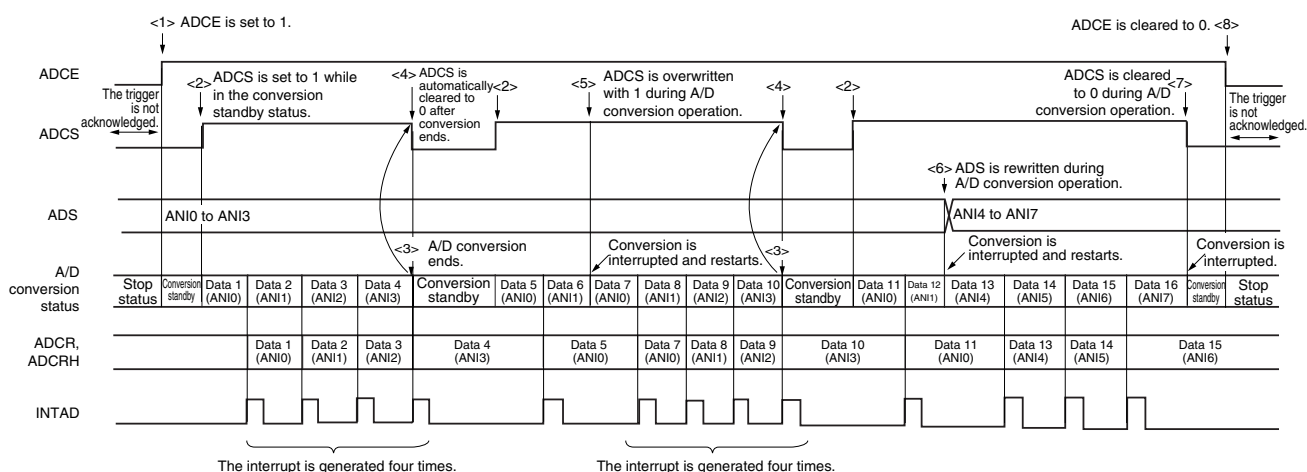 <1> ADCE is set to 1.
ADCE is cleared to 0. <8>
ADCE
The trigger
is not
acknowledged.
<2> ADCS is set to 1 while
in the conversion
standby status.
<4> ADCS is
automatically
cleared to
0 after
conversion
ends.
<2>
<5> ADCS is overwritten
with 1 during A/D
conversion operation.
<4>
<2>
ADCS is cleared
to 0 during A/D
conversion operation.
<7>
The trigger
is not
acknowledged.
ADCS
<6> ADS is rewritten during
A/D conversion operation.
ADS
ANI0 to ANI3
ANI4 to ANI7
<3> A/D conversion
ends.
Conversion is
interrupted and restarts.
<3>
Conversion is
interrupted and restarts.
Conversion is
interrupted.
A/D
conversion
status
Stop
status
Conversion
standby
Data 1
(ANI0)
Data 2
(ANI1)
Data 3
(ANI2)
Data 4
(ANI3)
Conversion
standby
Data 5
(ANI0)
Data 6
(ANI1)
Data 7
(ANI0)
Data 8
(ANI1)
Data 9
(ANI2)
Data 10
(ANI3)
Conversion
standby
Data 11
(ANI0)
Data 12
(ANI1)
Data 13
(ANI4)
Data 14
(ANI5)
Data 15
(ANI6)
Data 16
(ANI7)
Conversion
standby
Stop
status
ADCR,
ADCRH
Data 1
(ANI0)
Data 2
(ANI1)
Data 3
(ANI2)
Data 4
(ANI3)
Data 5
(ANI0)
Data 7
(ANI0)
Data 8
(ANI1)
Data 9
(ANI2)
Data 10
(ANI3)
Data 11
(ANI0)
Data 13
(ANI4)
Data 14
(ANI5)
Data 15
(ANI6)
INTAD
The interrupt is generated four times.
The interrupt is generated four times.